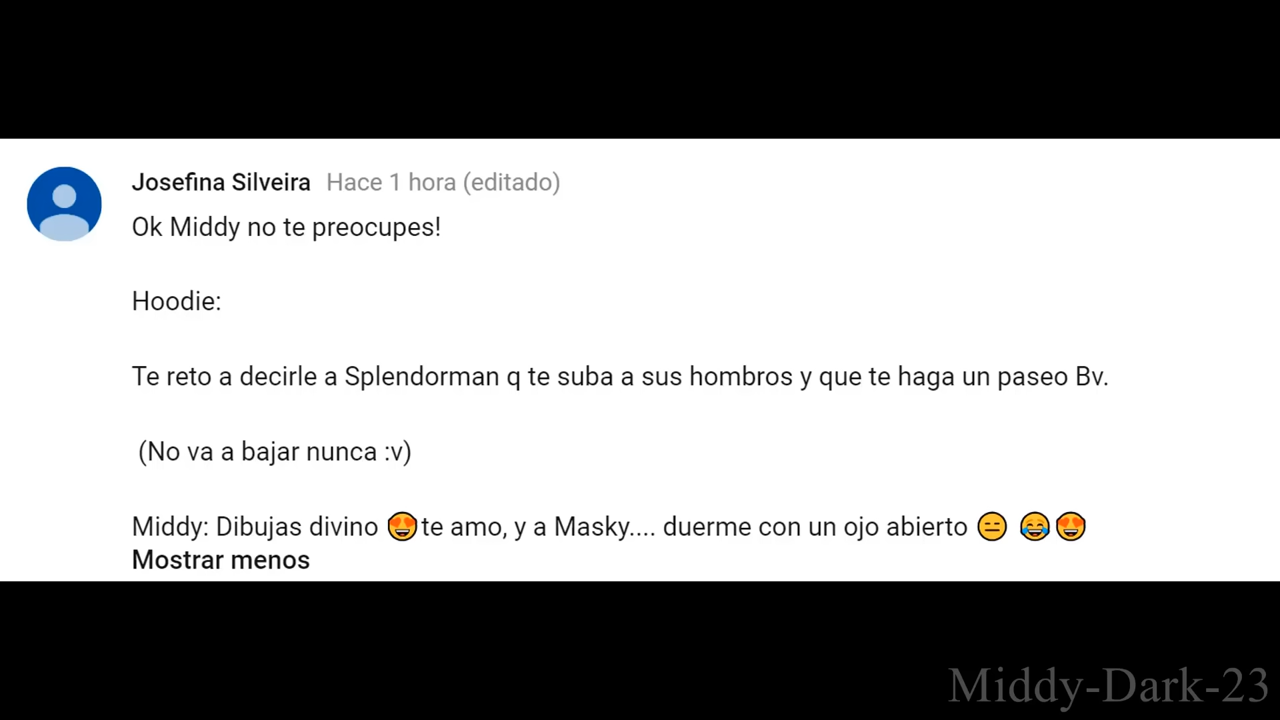 Josefina Silveira Hace 1 hora (editado)
Ok Middy no te preocupes!
Hoodie:
Te reto a decirle a Splendorman q te suba a sus hombros y que te haga un paseo Bv.
(No va a bajar nunca :v)
Middy: Dibujas divino 😍te amo, y a Masky.... duerme con un ojo abierto 😑 😂😍
Mostrar menos
Middy-Dark-23